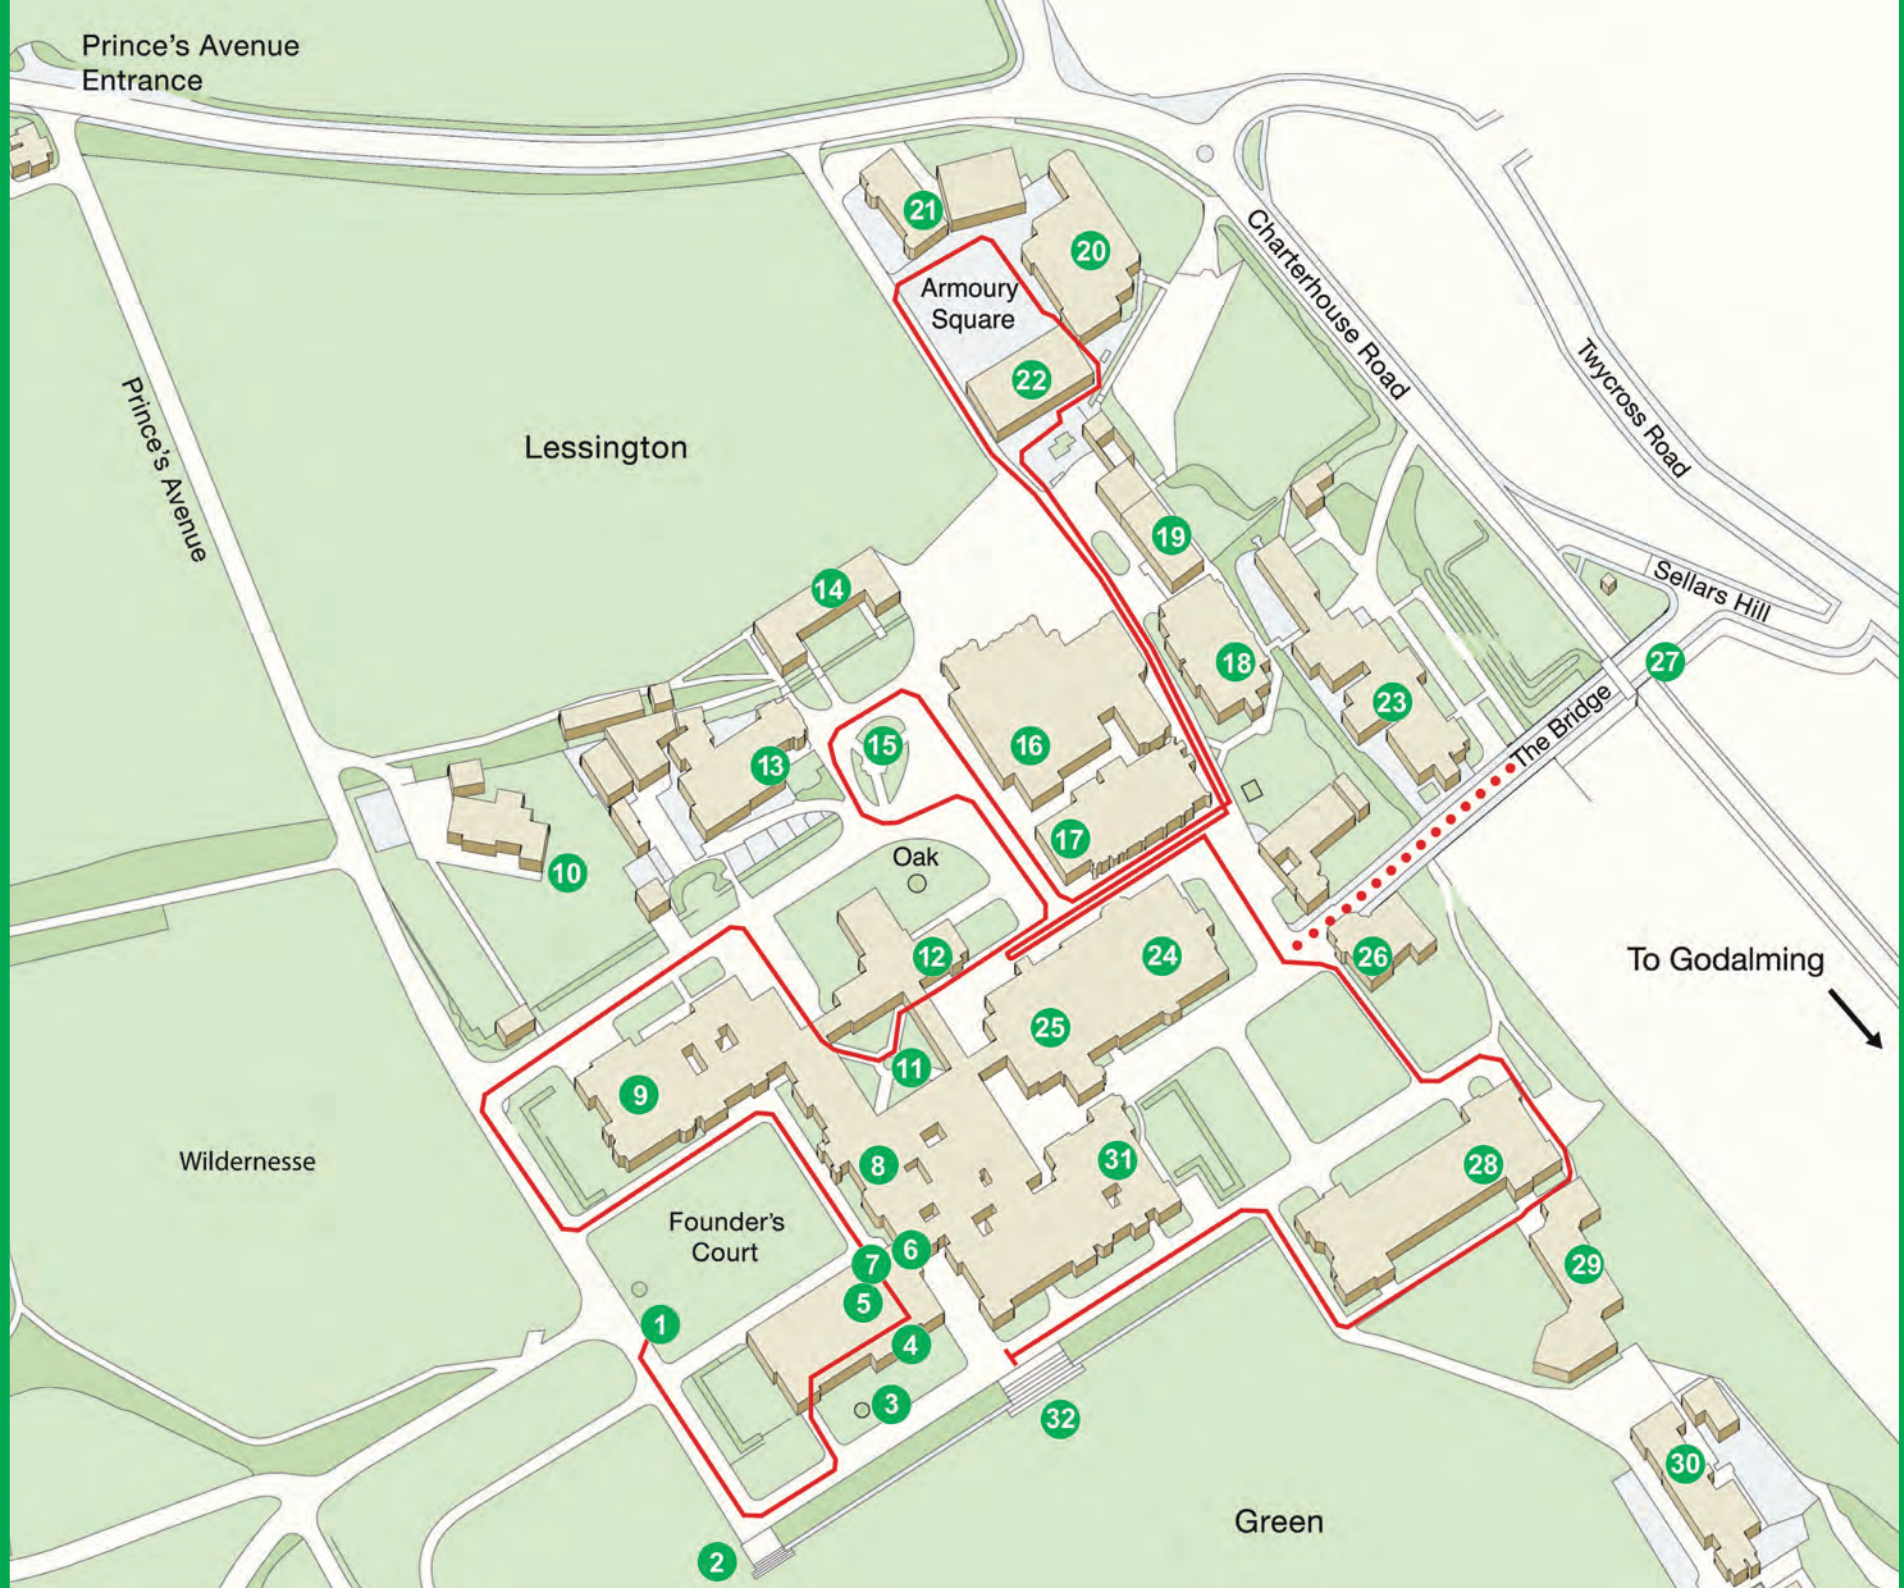 Prince's Avenue
Entrance
21
20
Charterhouse Road
Armoury
Square
22
Twycross Road
Prince's Avenue
Lessington
19
Sellars Hill
14
18
27
23
The Bridge
15
16
13
17
Oak
10
12
24
26
To Godalming
25
11
9
8
31
28
Wildernesse
Founder's
Court
6
7
29
5
1
4
3
32
30
Green
2